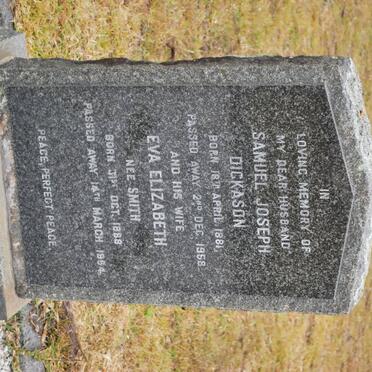 IN
LOVING MEMORY OF
MY DEAR HUSBAND
SAMUEL JOSEPH
DICKASON
BORN 18TH APRIL 1881,
PASSED AWAY 2ND DEC. 1958
AND HIS WIFE
EVA ELIZABETH
NEE SMITH
BORN 31ST OCT. 1888
PASSED AWAY 14TH MARCH 1964.
PEACE, PERFECT PEACE.